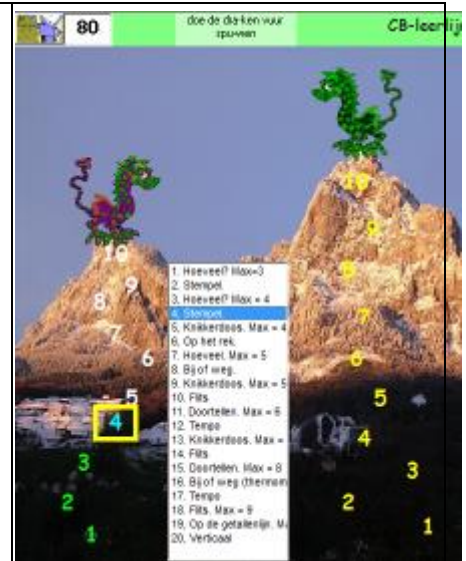 80
doe de dia-ken vuur
spuwen
CB-leerlij
10
9
8
7
6
5
4
3
2
1
1. Hoeveel? Max=3
2. Stempel.
3. Hoeveel? Max = 4
4. Stempel.
5. Knikkerdoos. Max = 4
6. Op het rek.
7. Hoeveel. Max = 5
8. Bij of weg.
9. Knikkerdoos. Max = 5
10. Flits
11. Doortellen. Max = 6
12. Tempo
13. Knikkerdoos. Max =
14. Flits
15. Doortellen. Max = 8
16. Bij of weg (thermom
17. Tempo
18. Flits. Max = 9
19, Op de getallenlijn. M
20, Verticaal
10
9
8
7
6
5
4
3
2
1